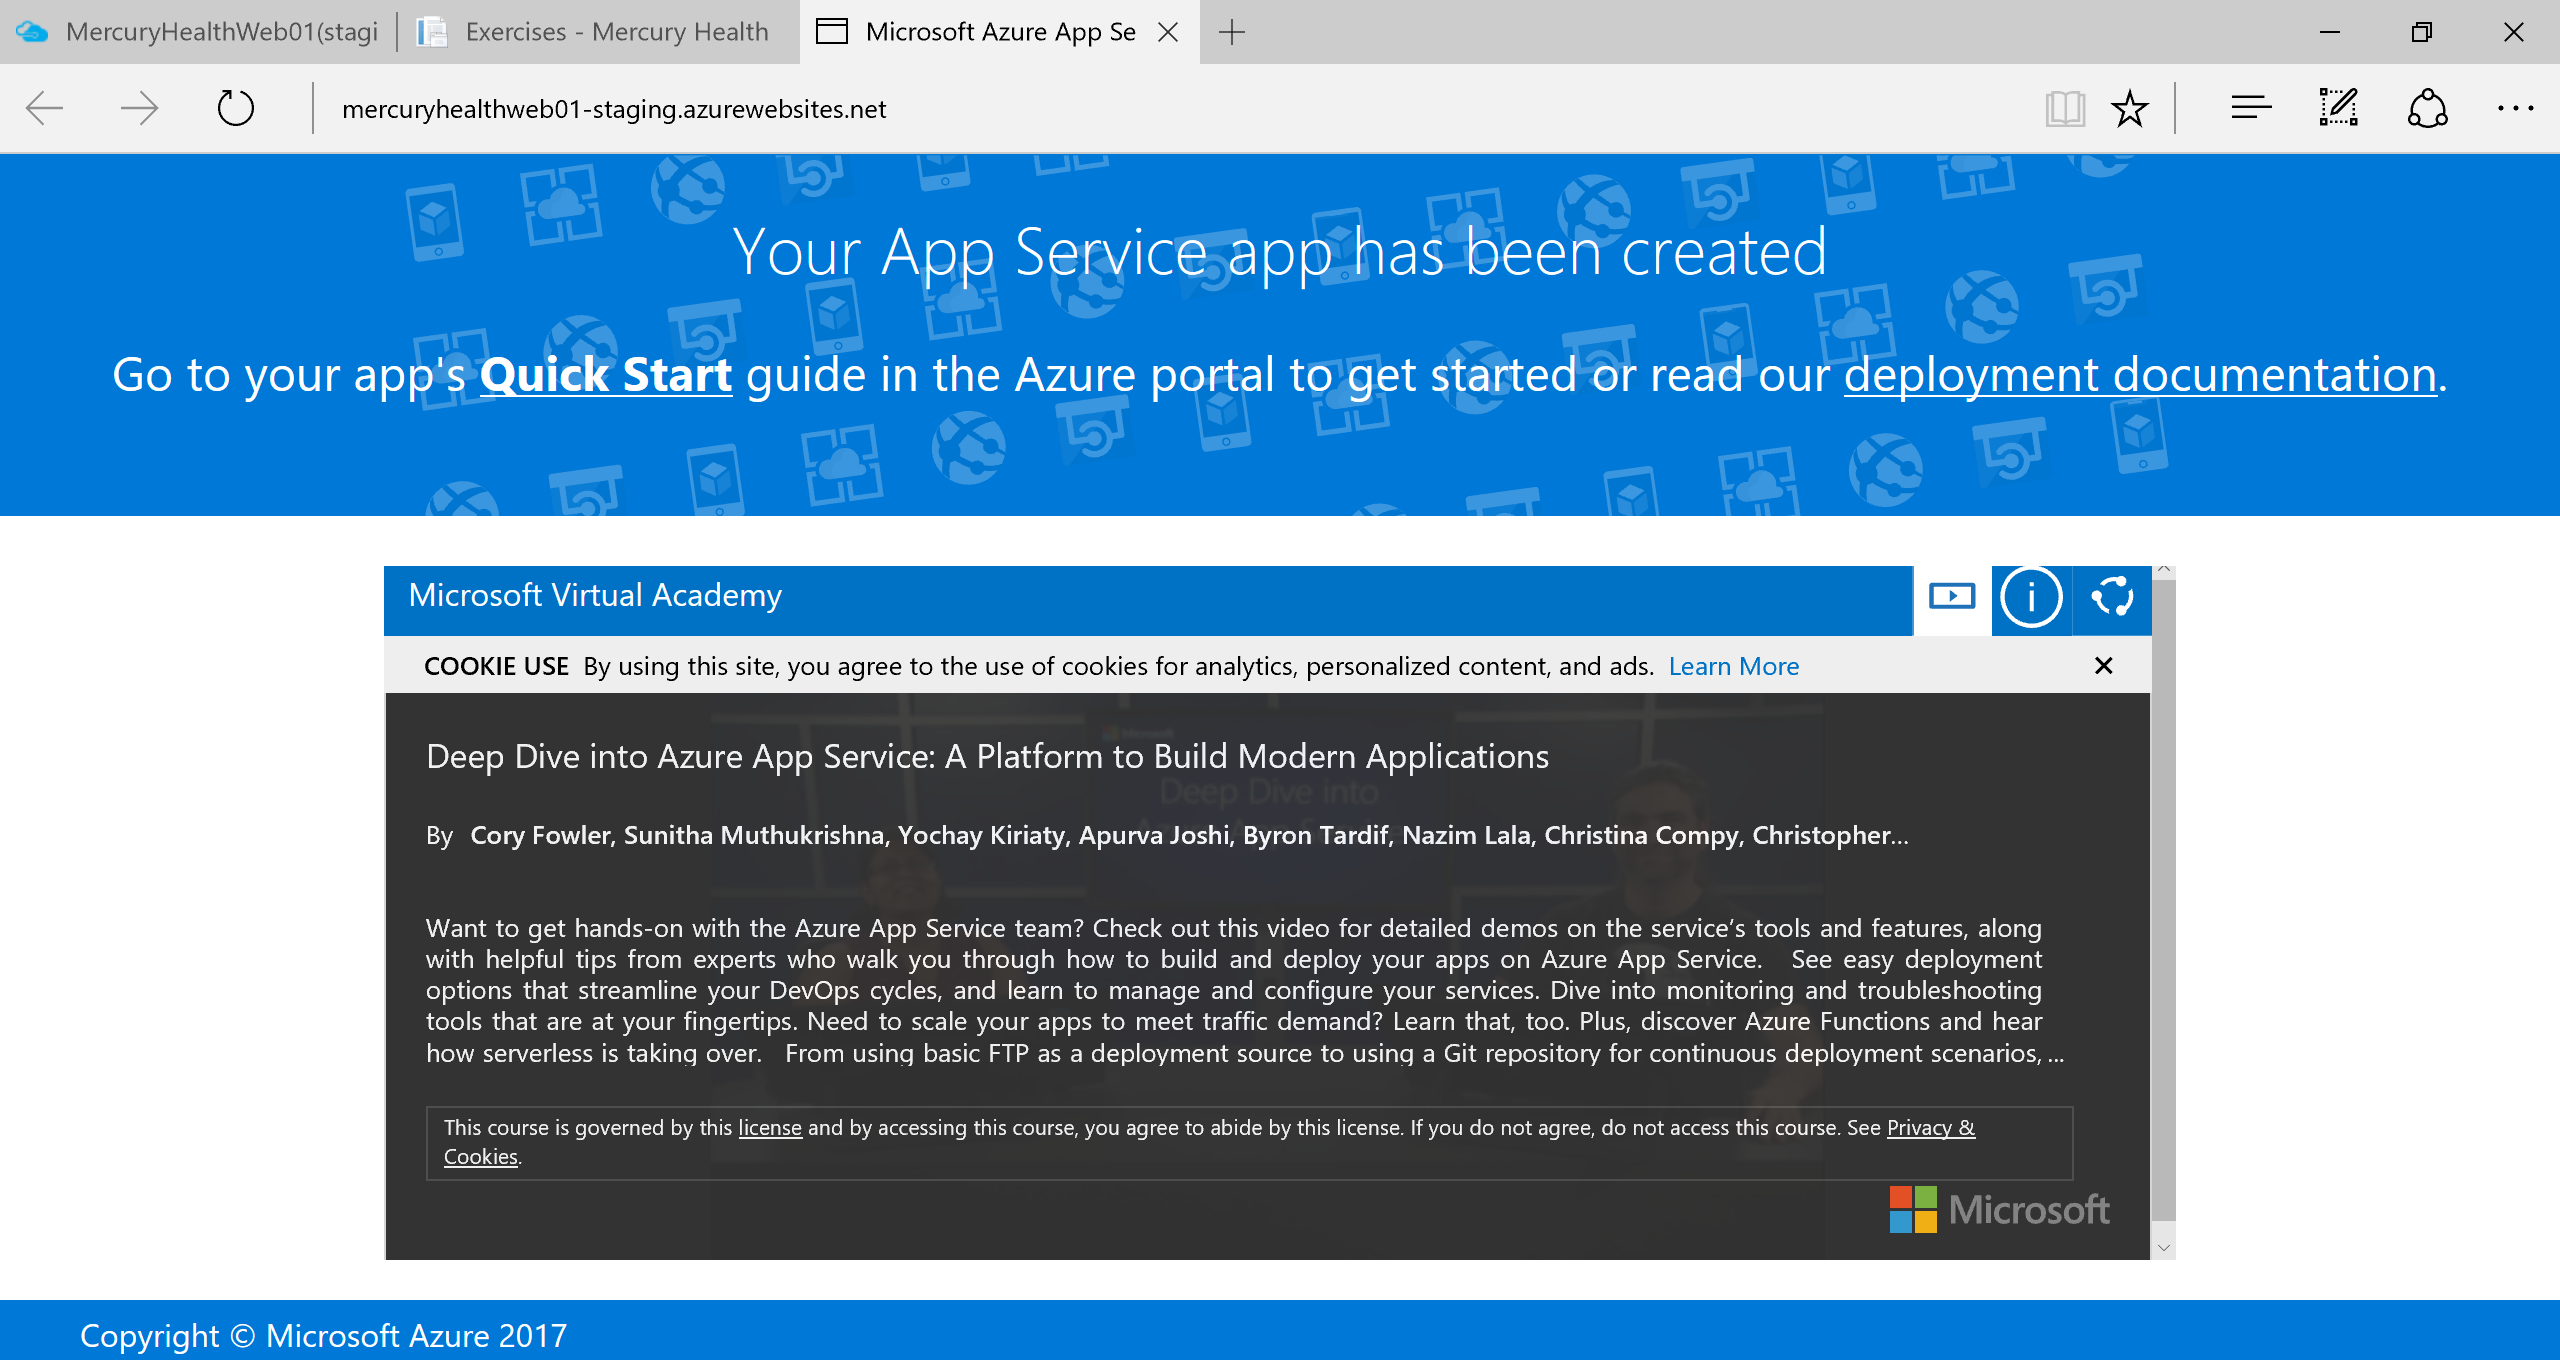 MercuryHealthWeb01(stagi
Exercises - Mercury Health
Microsoft Azure App Se
mercuryhealthweb01-staging.azurewebsites.net
Your App Service app has been created
Go to your app's Quick Start guide in the Azure portal to get started or read our deployment documentation.
Microsoft Virtual Academy
COOKIE USE By using this site, you agree to the use of cookies for analytics, personalized content, and ads. Learn More
Deep Dive into Azure App Service: A Platform to Build Modern Applications
Deep Dive into
By Cory Fowler, Sunitha Muthukrishna, Yochay Kiriaty, Apurva Joshi, Byron Tardif, Nazim Lala, Christina Compy, Christopher...
Want to get hands-on with the Azure App Service team? Check out this video for detailed demos on the service’s tools and features, along
with helpful tips from experts who walk you through how to build and deploy your apps on Azure App Service. See easy deployment
options that streamline your DevOps cycles, and learn to manage and configure your services. Dive into monitoring and troubleshooting
tools that are at your fingertips. Need to scale your apps to meet traffic demand? Learn that, too. Plus, discover Azure Functions and hear
how serverless is taking over. From using basic FTP as a deployment source to using a Git repository for continuous deployment scenarios, ...
This course is governed by this license and by accessing this course, you agree to abide by this license. If you do not agree, do not access this course. See Privacy &
Cookies.
Microsoft
Copyright © Microsoft Azure 2017